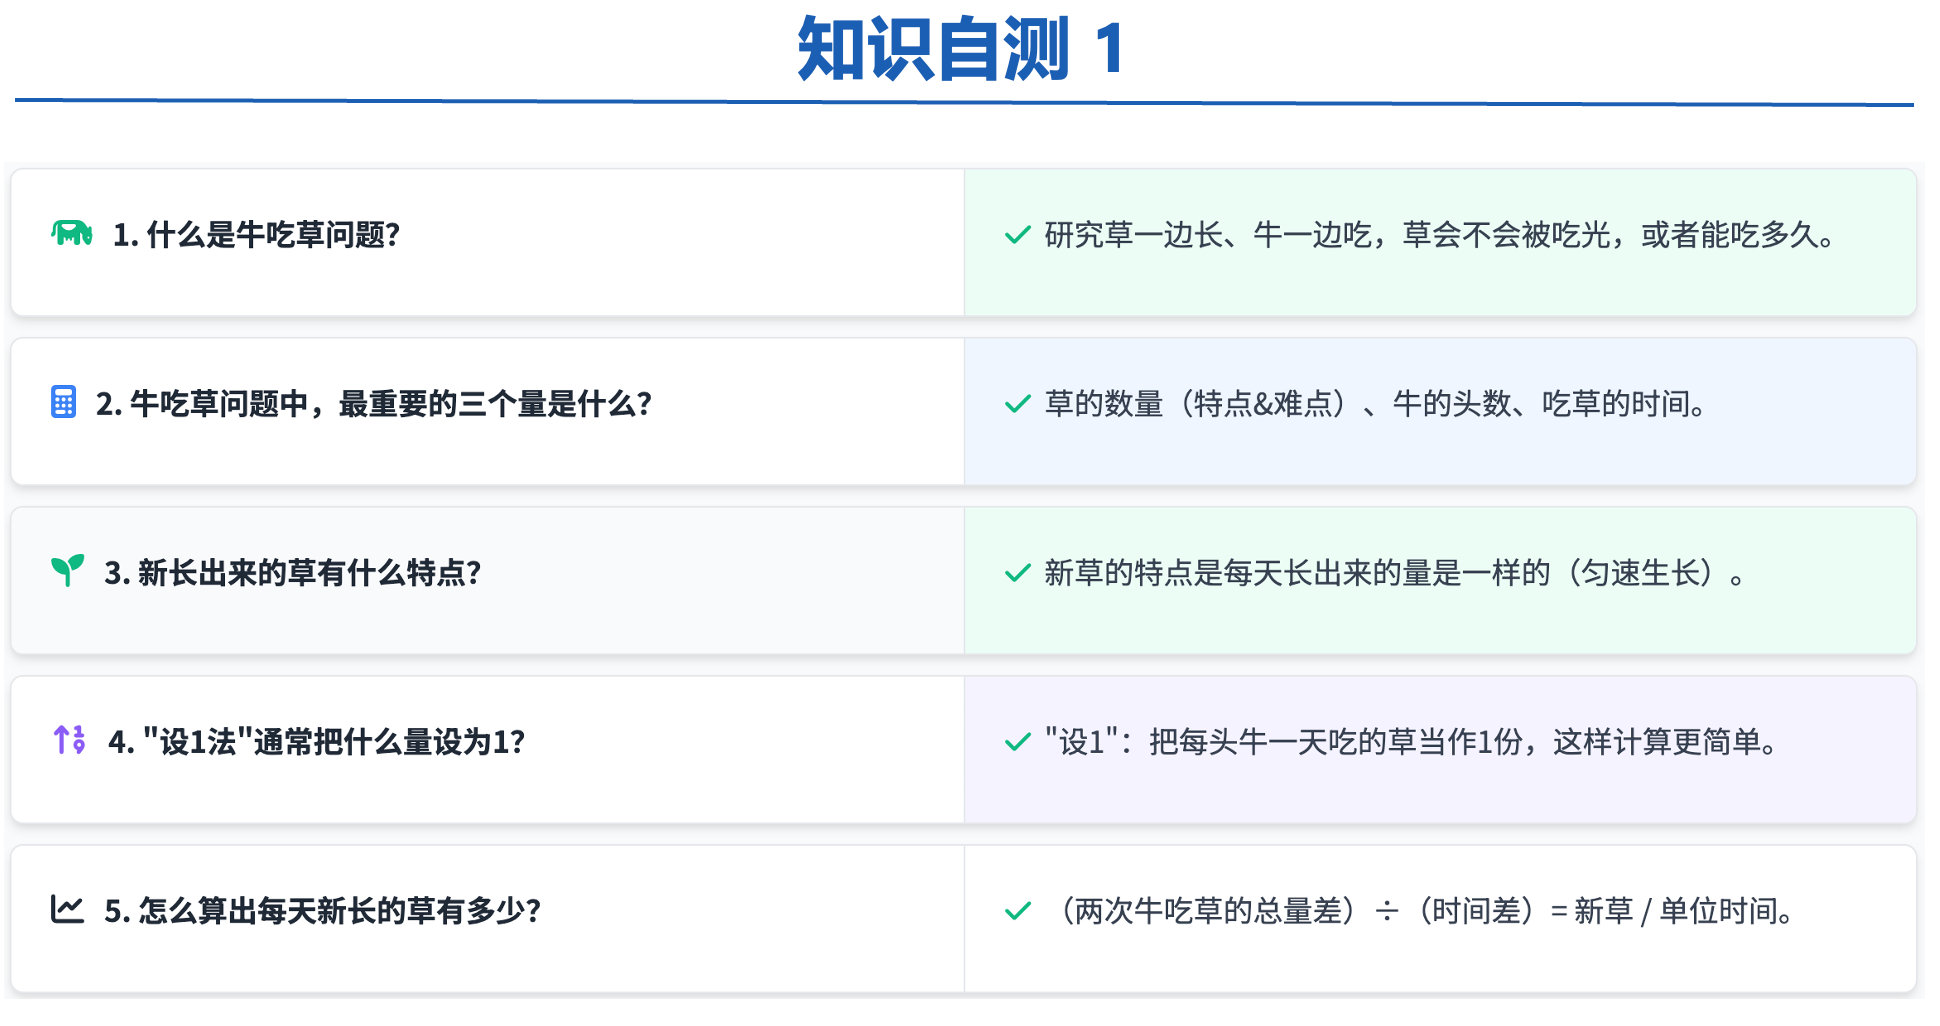 知识自测 1
1. 什么是牛吃草问题?
研究草一边长、牛一边吃，草会不会被吃光，或者能吃多久。
2. 牛吃草问题中，最重要的三个量是什么?
草的数量（特点&难点）、牛的头数、吃草的时间。
3. 新长出来的草有什么特点?
新草的特点是每天长出来的量是一样的（匀速生长）。
4. "设1法"通常把什么量设为1?
"设1"：把每头牛一天吃的草当作1份，这样计算更简单。
5. 怎么算出每天新长的草有多少?
（两次牛吃草的总量差）÷（时间差）= 新草 / 单位时间。